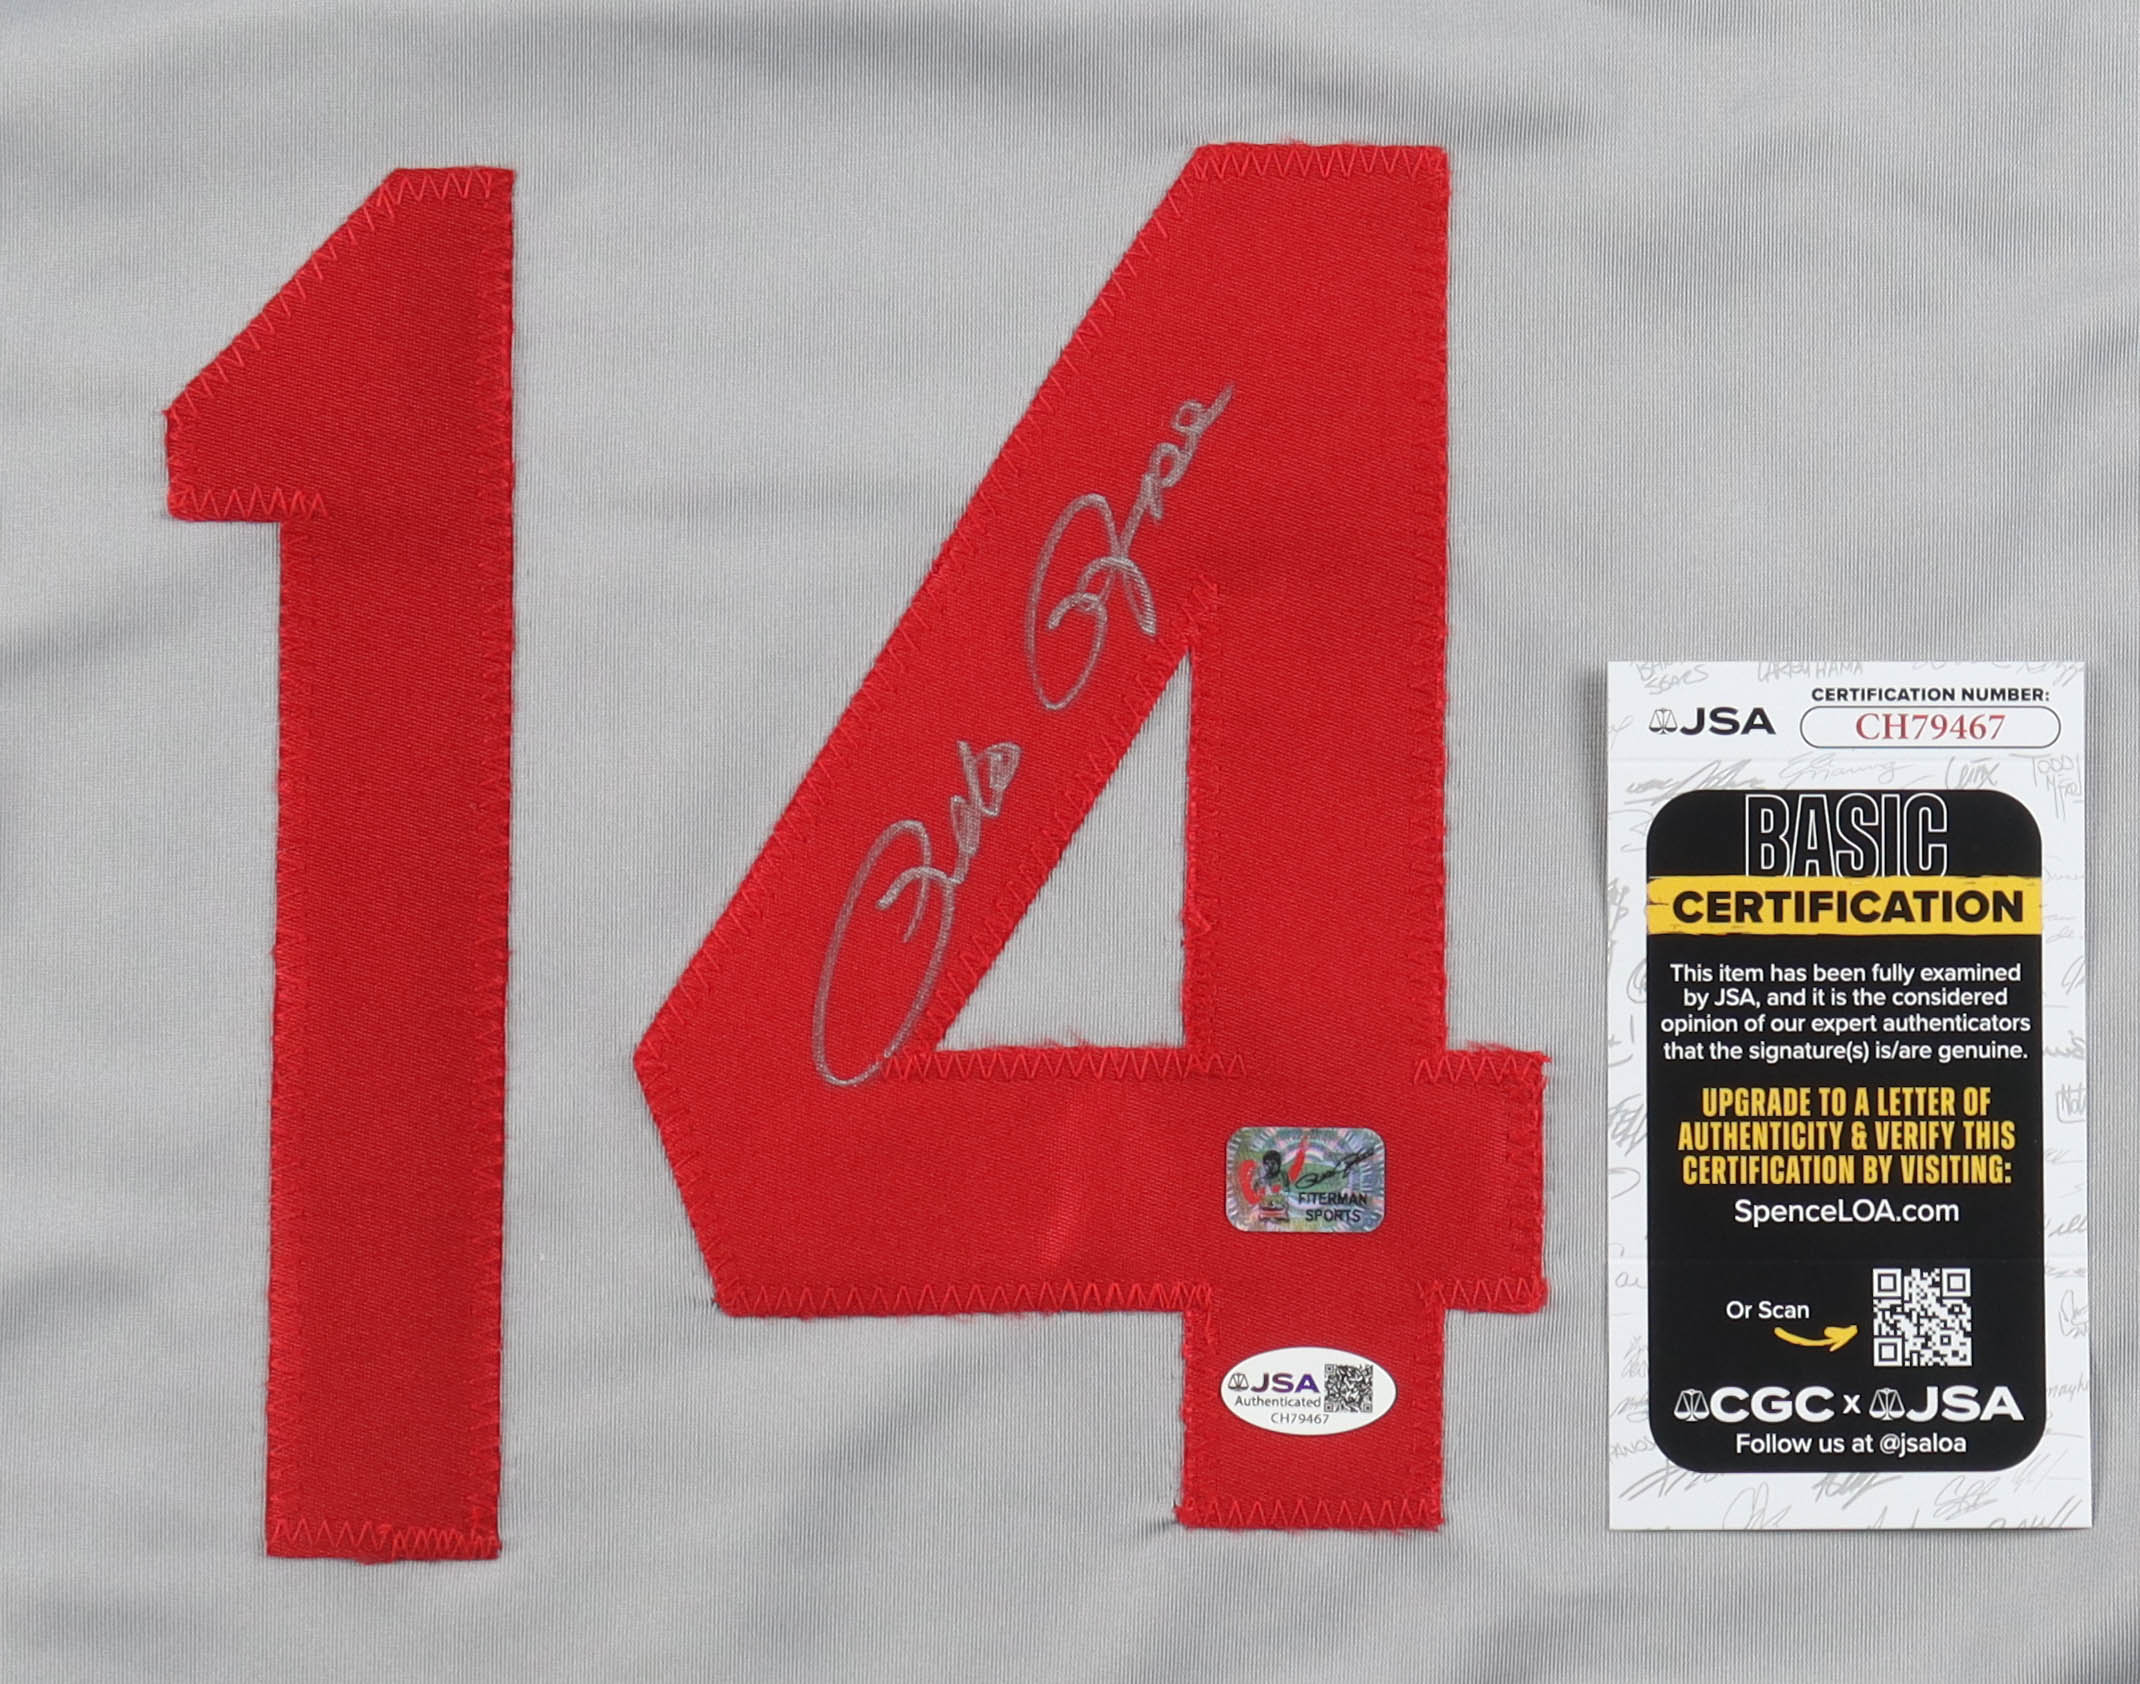 14
Pete Rose
FITERMAN
SPORTS
JSA
Authenticated
CH79467
JSA
CERTIFICATION NUMBER:
CH79467
BASIC
CERTIFICATION
This item has been fully examined
by JSA, and it is the considered
opinion of our expert authenticators
that the signature(s) is/are genuine.
UPGRADE TO A LETTER OF
AUTHENTICITY & VERIFY THIS
CERTIFICATION BY VISITING:
SpenceLOA.com
Or Scan
CGC x JSA
Follow us at @jsaloa